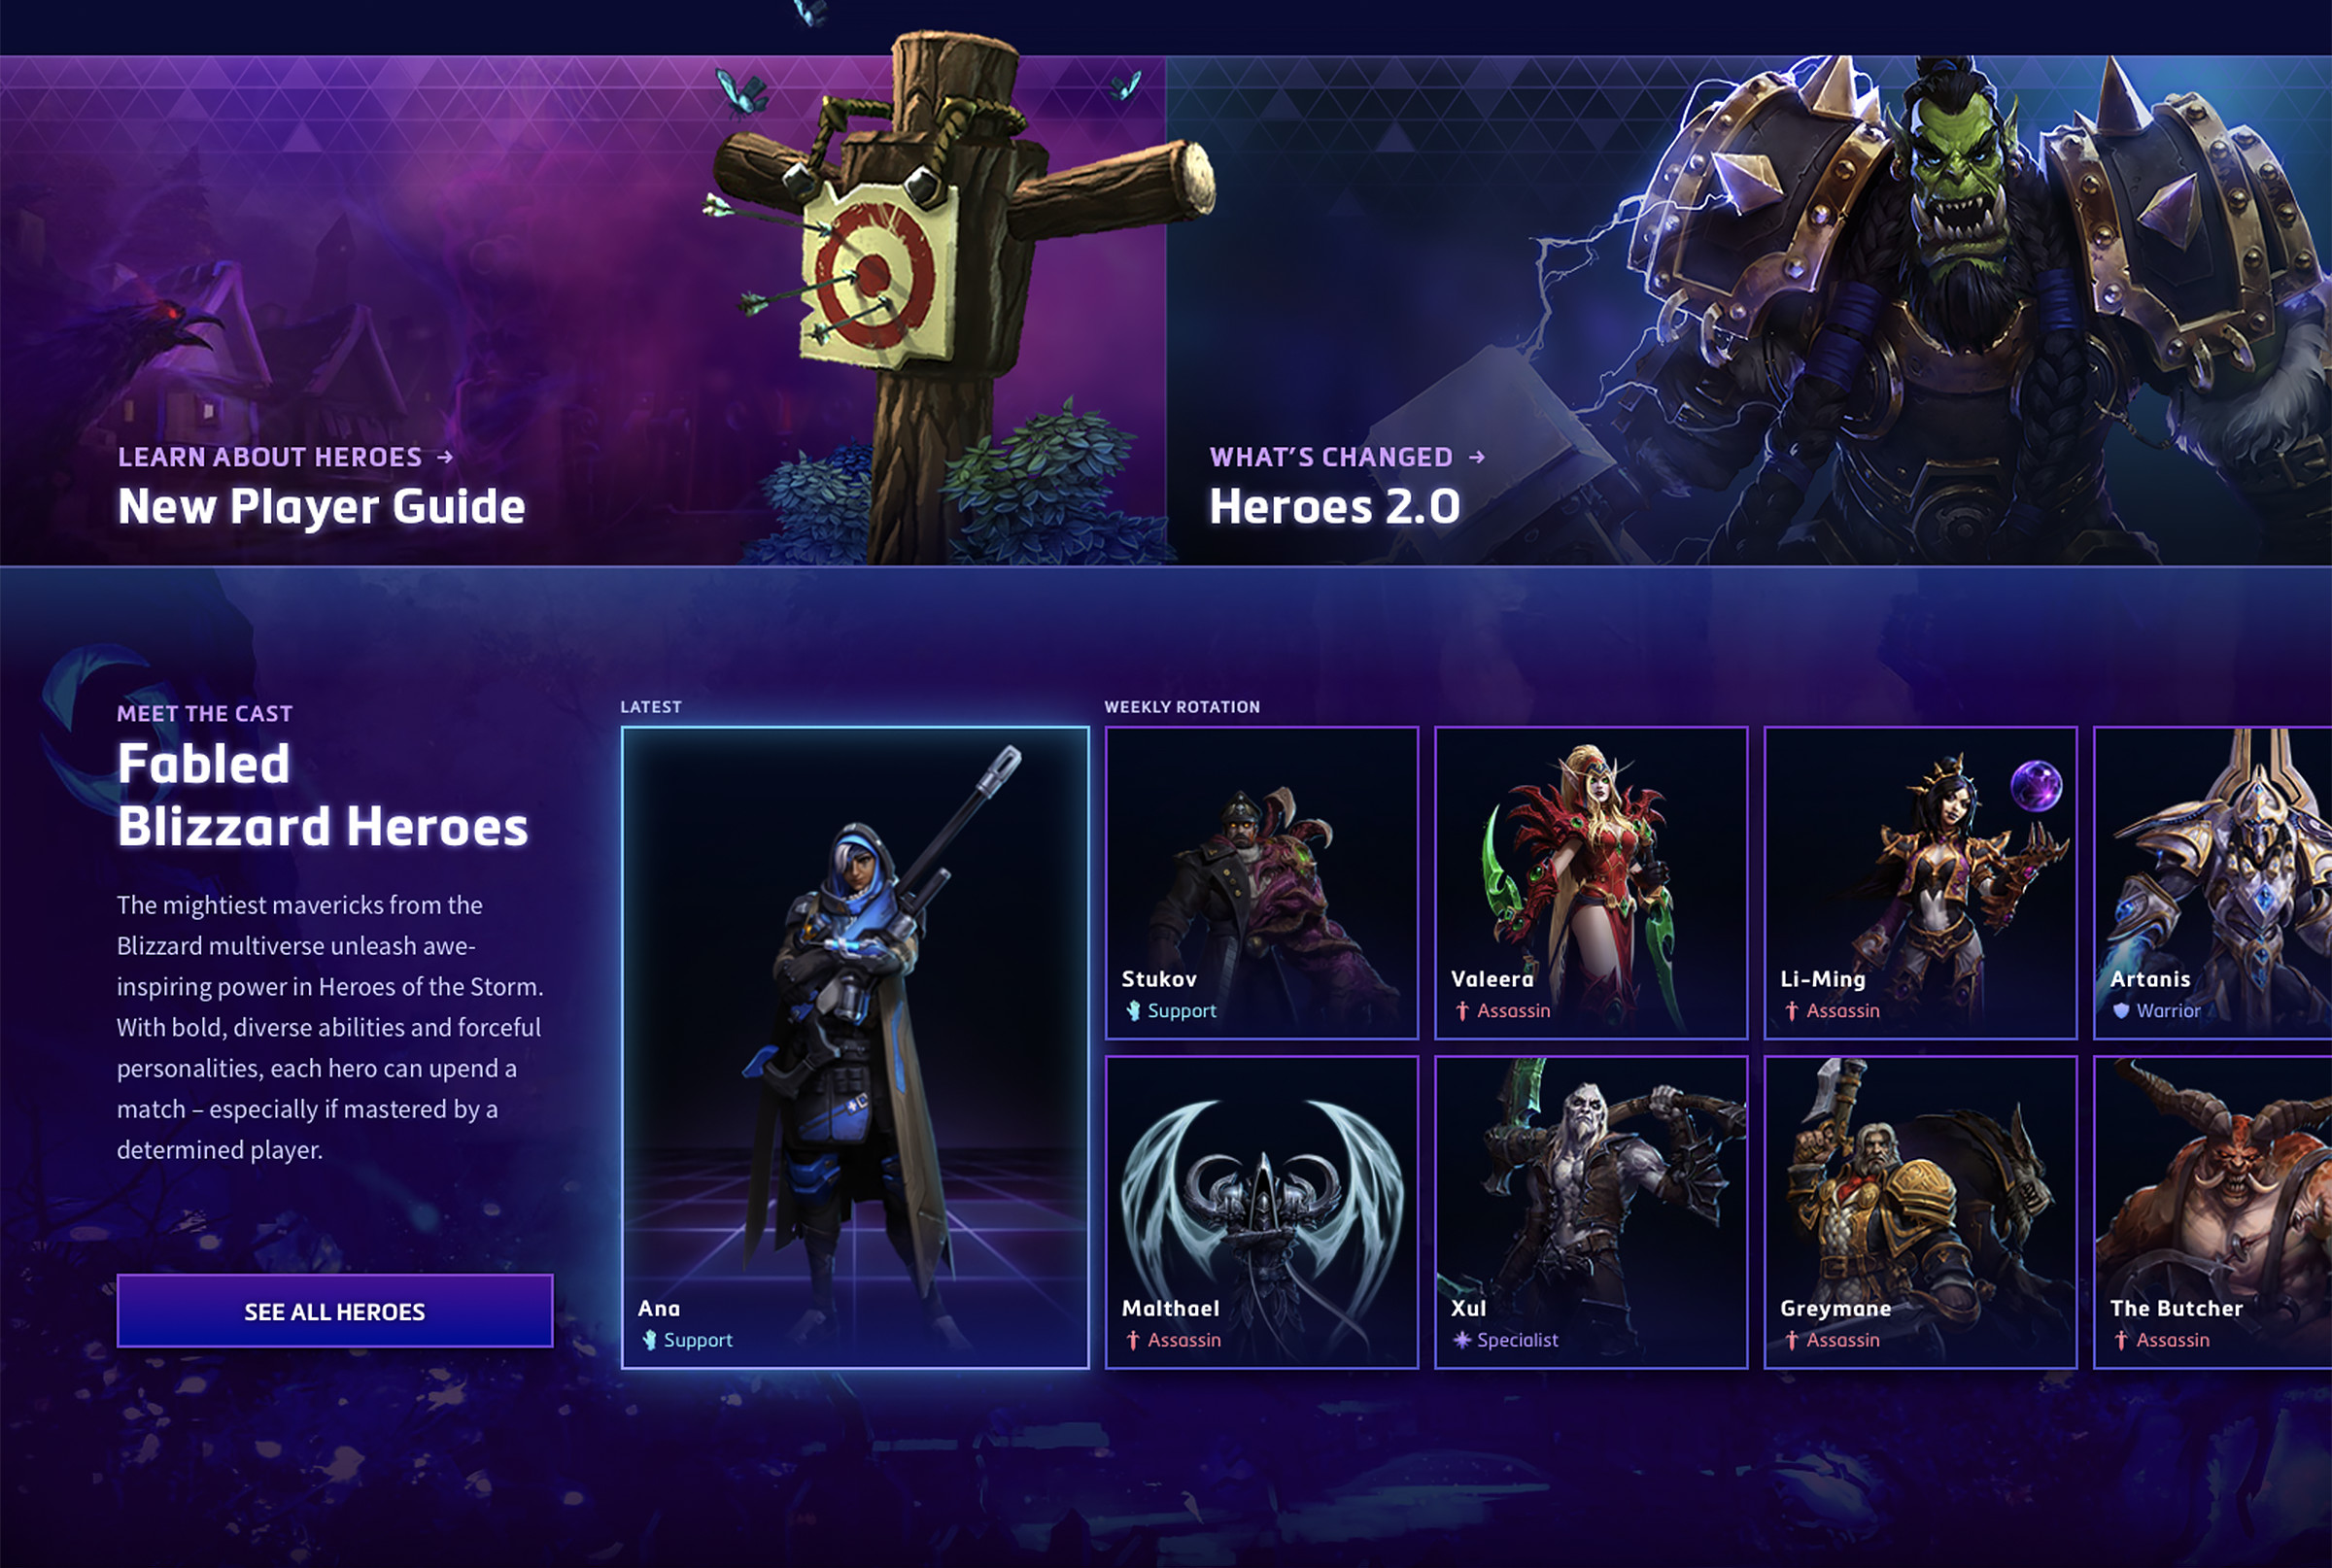 LEARN ABOUT HEROES →
New Player Guide
WHAT'S CHANGED →
Heroes 2.0
MEET THE CAST
Fabled
Blizzard Heroes
The mightiest mavericks from the
Blizzard multiverse unleash awe-
inspiring power in Heroes of the Storm.
With bold, diverse abilities and forceful
personalities, each hero can upend a
match – especially if mastered by a
determined player.
SEE ALL HEROES
LATEST
Ana
Support
WEEKLY ROTATION
Stukov
Support
Valeera
Assassin
Li-Ming
Assassin
Artanis
Warrior
Malthael
Assassin
Xul
Specialist
Greymane
Assassin
The Butcher
Assassin